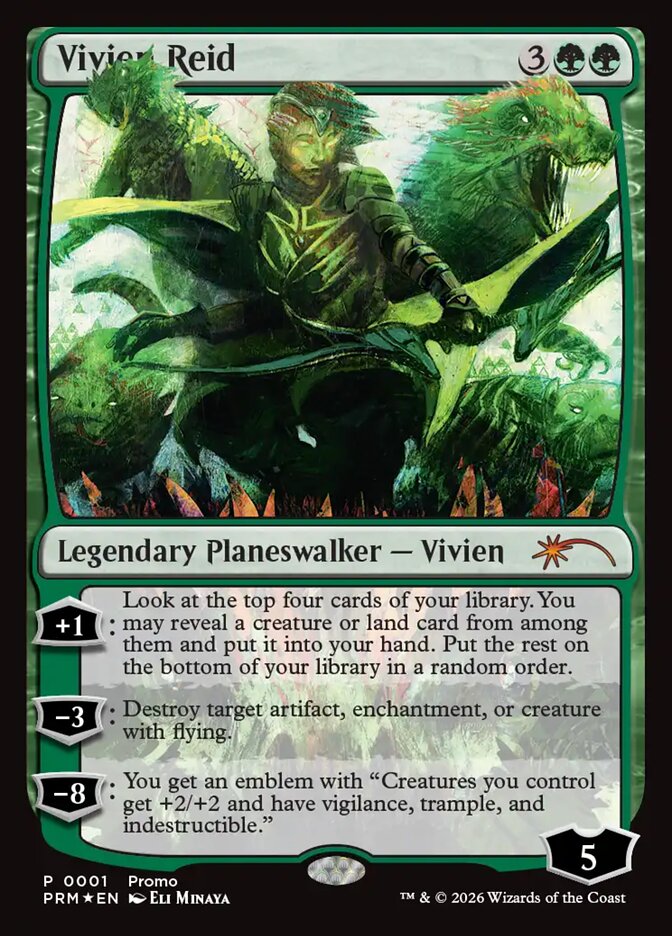 Vivien Reid 3
Legendary Planeswalker — Vivien
+1: Look at the top four cards of your library. You
may reveal a creature or land card from among
them and put it into your hand. Put the rest on
the bottom of your library in a random order.
−3: Destroy target artifact, enchantment, or creature
with flying.
−8: You get an emblem with “Creatures you control
get +2/+2 and have vigilance, trample, and
indestructible.”
5
P 0001 Promo
PRM★EN Eli Minaya
™ & © 2026 Wizards of the Coast